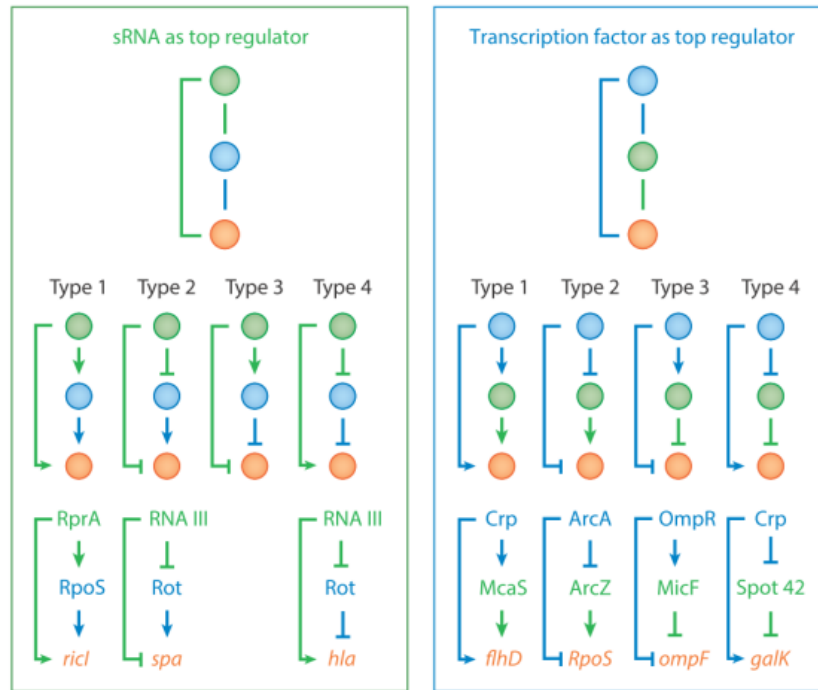 sRNA as top regulator
Type 1 Type 2 Type 3 Type 4
RprA RNA III RNA III
RpoS Rot Rot
ricI spa hla
Transcription factor as top regulator
Type 1 Type 2 Type 3 Type 4
Crp ArcA OmpR Crp
McaS ArcZ MicF Spot 42
flhD RpoS ompF galK